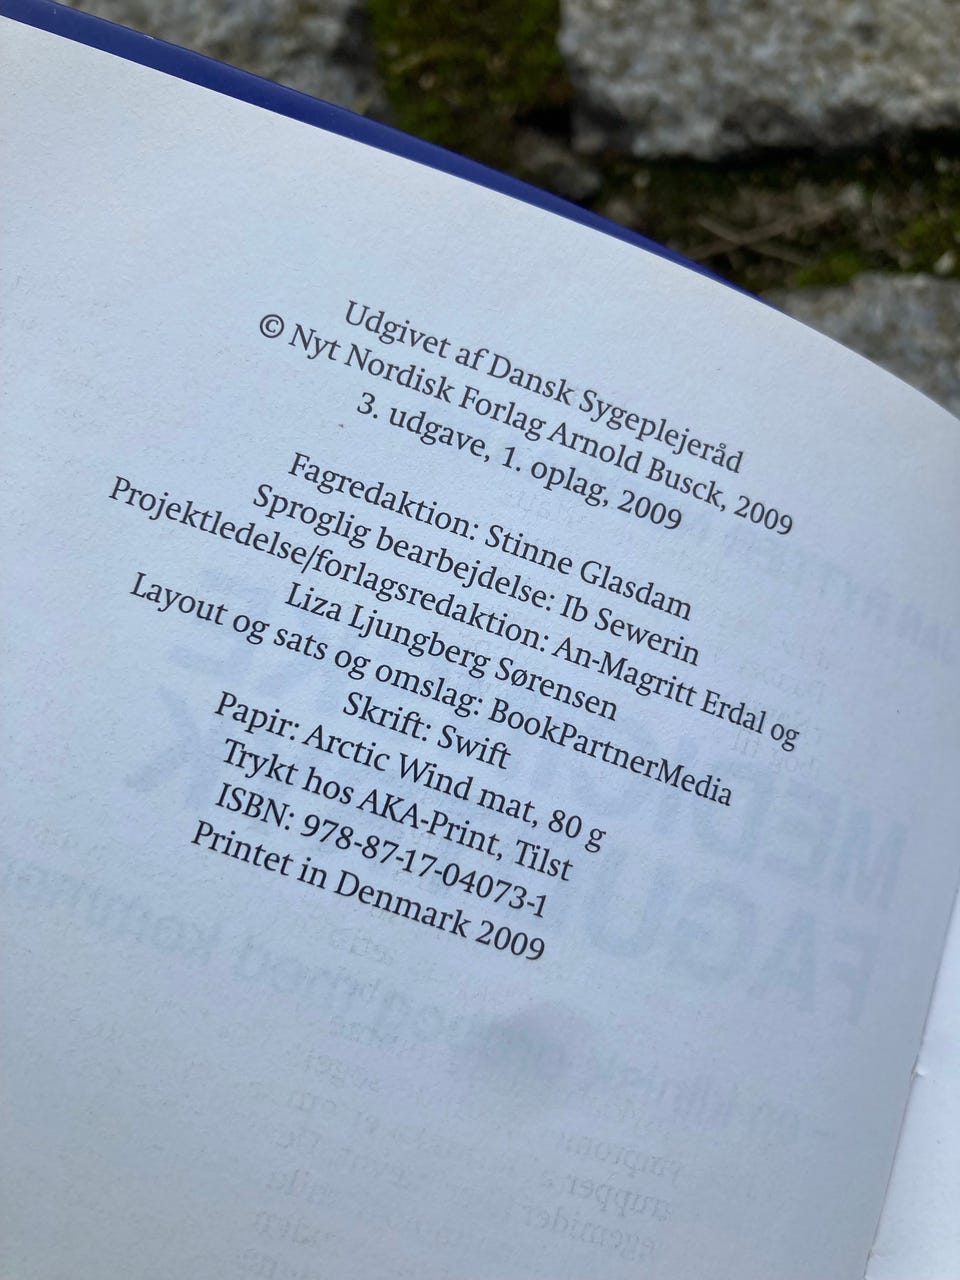 Udgivet af Dansk Sygeplejeråd
© Nyt Nordisk Forlag Arnold Busck, 2009
3. udgave, 1. oplag, 2009
Fagredaktion: Stinne Glasdam
Sproglig bearbejdelse: Ib Sewerin
Projektledelse/forlagsredaktion: An-Magritt Erdal og
Liza Ljungberg Sørensen
Layout og sats og omslag: BookPartnerMedia
Skrift: Swift
Papir: Arctic Wind mat, 80 g
Trykt hos AKA-Print, Tilst
ISBN: 978-87-17-04073-1
Printet in Denmark 2009